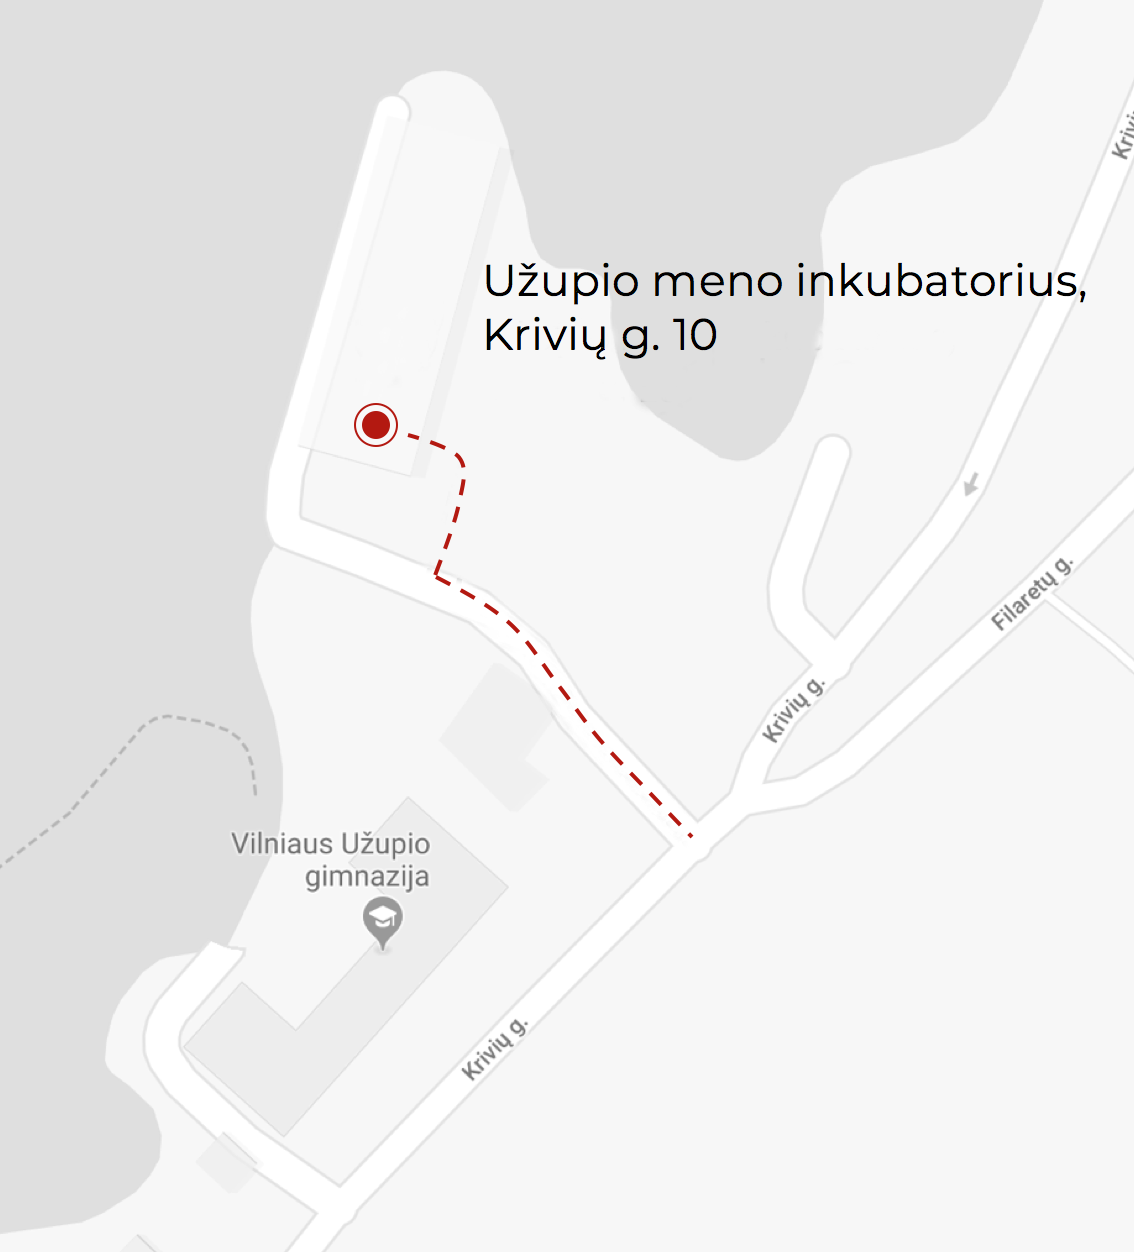 Užupio meno inkubatorius,
Krivių g. 10
Filaretų g.
Krivių g.
Vilniaus Užupio
gimnazija
Krivių g.